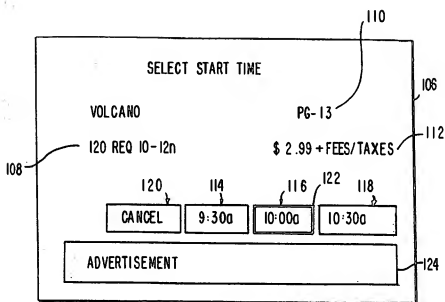 110
SELECT START TIME
106
VOLCANO PG-13
112
120 REQ 10-12n $ 2.99 + FEES/TAXES
108
120 114 116 122 118
CANCEL 9:30a 10:00a 10:30a
ADVERTISEMENT
124